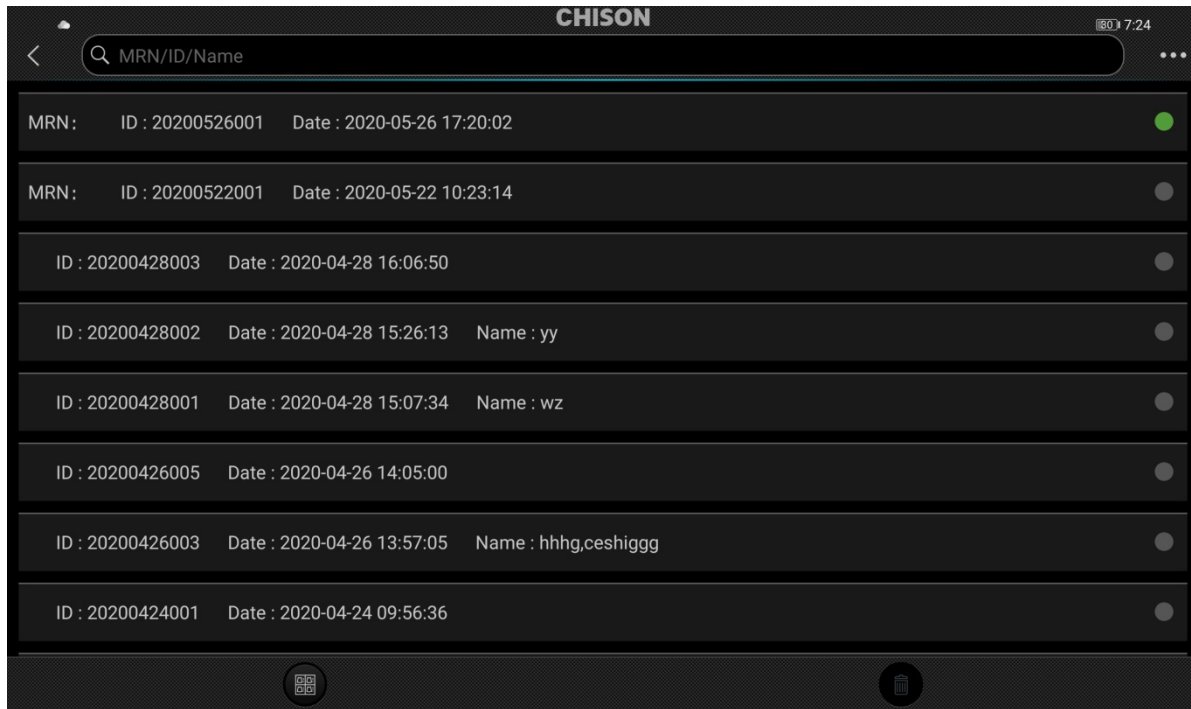 CHISON
80 7:24
MRN/ID/Name
MRN: ID : 20200526001 Date : 2020-05-26 17:20:02
MRN: ID : 20200522001 Date : 2020-05-22 10:23:14
ID : 20200428003 Date : 2020-04-28 16:06:50
ID : 20200428002 Date : 2020-04-28 15:26:13 Name : yy
ID : 20200428001 Date : 2020-04-28 15:07:34 Name : wz
ID : 20200426005 Date : 2020-04-26 14:05:00
ID : 20200426003 Date : 2020-04-26 13:57:05 Name : hhhg,ceshiggg
ID : 20200424001 Date : 2020-04-24 09:56:36